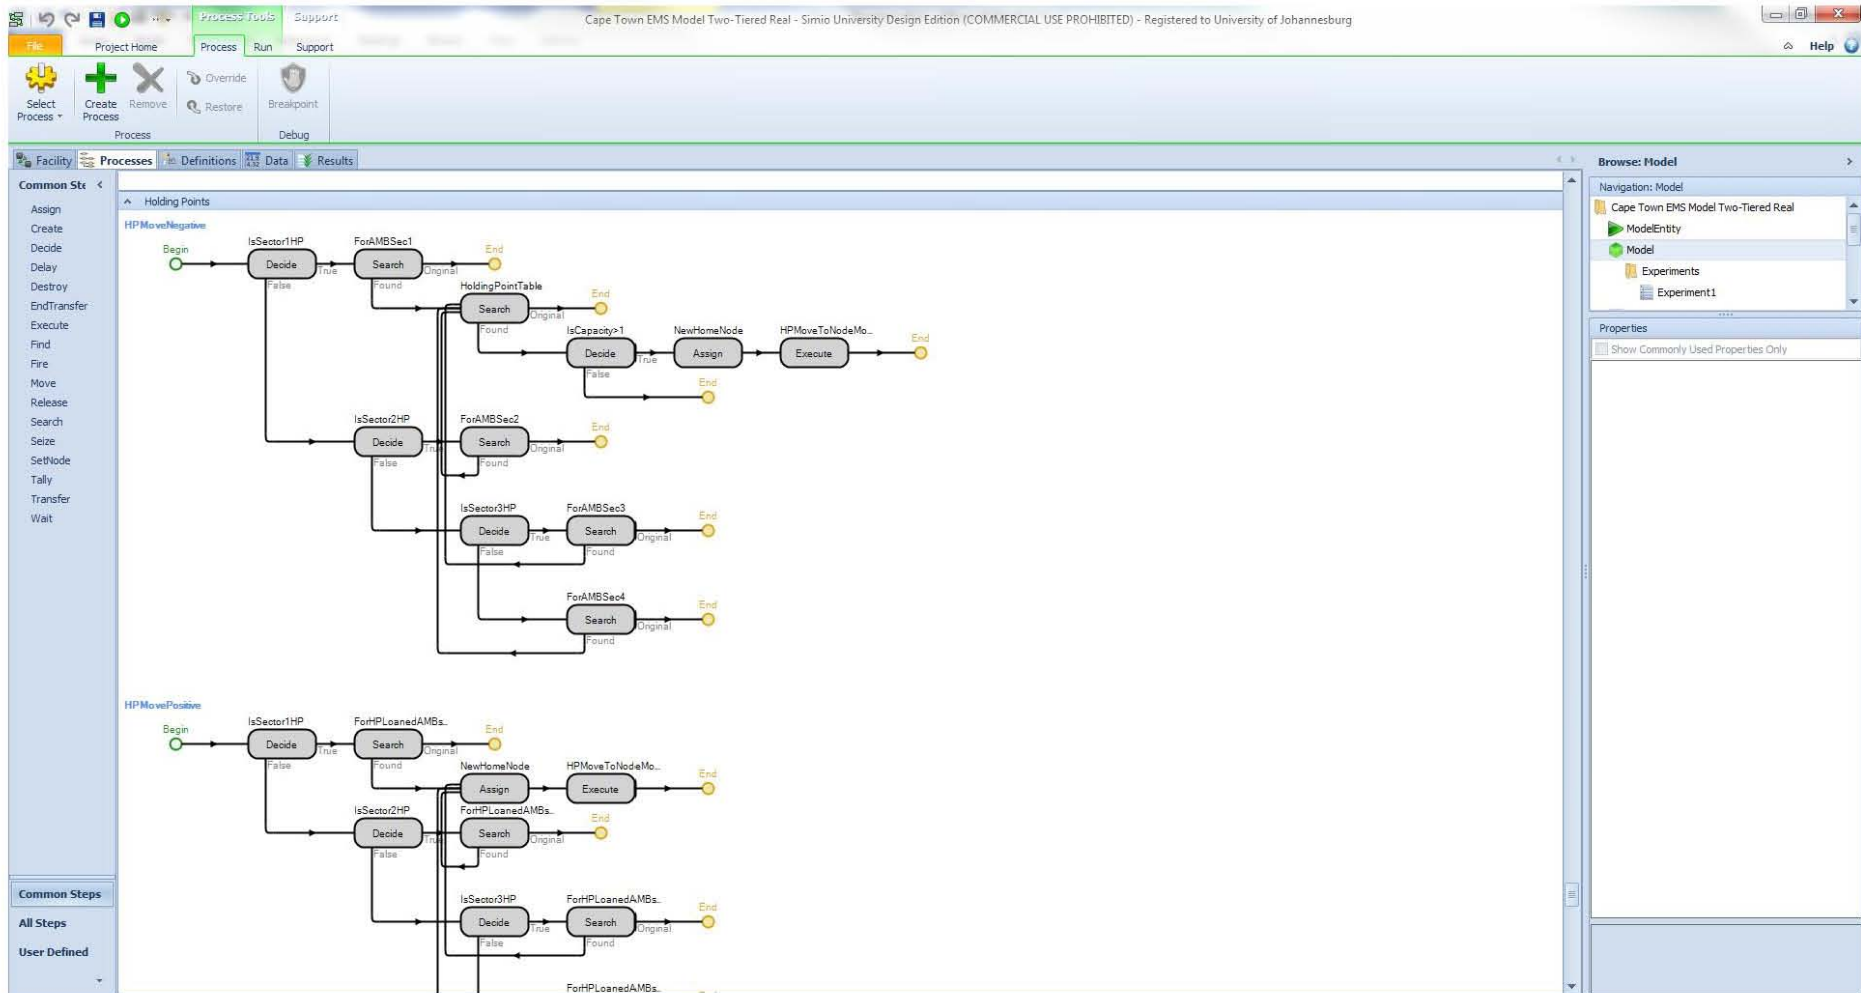 Process Tools Support
Cape Town EMS Model Two-Tiered Real - Simio University Design Edition (COMMERCIAL USE PROHIBITED) - Registered to University of Johannesburg
File Project Home Process Run Support Help
Select Process
Create Process
Remove
Override
Restore
Breakpoint
Process Debug
Facility Processes Definitions Data Results
Common Ste
Assign
Create
Decide
Delay
Destroy
EndTransfer
Execute
Find
Fire
Move
Release
Search
Seize
SetNode
Tally
Transfer
Wait
Common Steps
All Steps
User Defined
Holding Points
HPMoveNegative
Begin
IsSector1HP ForAMBSec1 End
Decide True Search Original
False Found
HoldingPointTable End
Search Original
Found
IsCapacity>1 NewHomeNode HPMoveToNodeMo... End
Decide True Assign Execute
False End
IsSector2HP ForAMBSec2 End
Decide True Search Original
False Found
IsSector3HP ForAMBSec3 End
Decide True Search Original
False Found
ForAMBSec4 End
Search Original
Found
HPMovePositive
Begin
IsSector1HP ForHPLoanedAMBs... End
Decide True Search Original
False Found
NewHomeNode HPMoveToNodeMo... End
Assign Execute
IsSector2HP ForHPLoanedAMBs... End
Decide True Search Original
False Found
IsSector3HP ForHPLoanedAMBs... End
Decide True Search Original
False Found
ForHPLoanedAMBs...
Browse: Model
Navigation: Model
Cape Town EMS Model Two-Tiered Real
ModelEntity
Model
Experiments
Experiment1
Properties
Show Commonly Used Properties Only